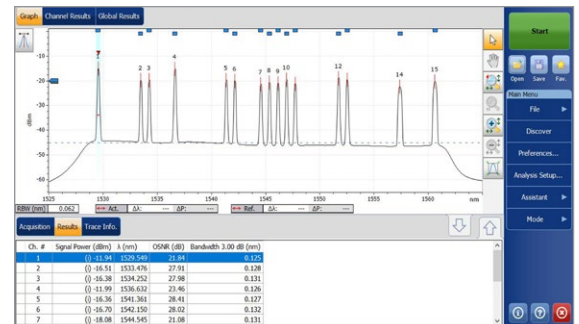 Graph Channel Results Global Results
Start
-10
-20
-30
-40
-50
-60
dBm
2 3 4 5 6 7 8 9 10 12 14 15
Open Save Fav.
Main Menu
File
Discover
Preferences...
Analysis Setup...
Assistant
Mode
1525 1530 1535 1540 1545 1550 1555 1560 nm
RBW (nm) 0.062 Act. Δλ: --- ΔP: --- Ref. Δλ: --- ΔP: ---
Acquisition Results Trace Info.
Ch. # Signal Power (dBm) λ (nm) OSNR (dB) Bandwidth 3.00 dB (nm)
1 (i) -11.94 1529.549 21.84 0.125
2 (i) -16.51 1533.476 27.91 0.128
3 (i) -16.38 1534.252 27.98 0.131
4 (i) -11.99 1536.632 23.46 0.126
5 (i) -16.36 1541.361 28.41 0.127
6 (i) -16.70 1542.150 28.02 0.132
7 (i) -18.08 1544.545 21.08 0.131